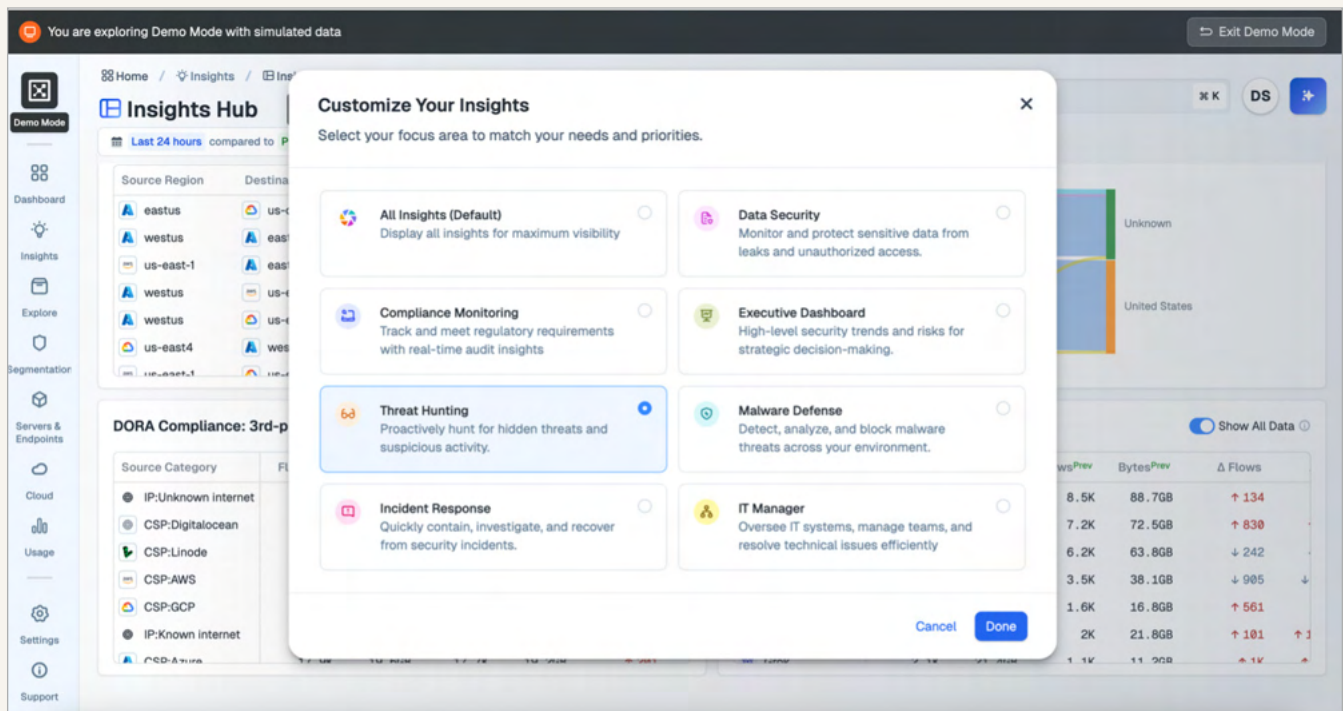 You are exploring Demo Mode with simulated data
Exit Demo Mode
Demo Mode
Dashboard
Insights
Explore
Segmentation
Servers &
Endpoints
Cloud
Usage
Settings
Support
Home / Insights /
Insights Hub
⌘ K
DS
Last 24 hours compared to
Source Region
eastus
westus
us-east-1
westus
westus
us-east4
us-east-1
Unknown
United States
DORA Compliance: 3rd-p
Source Category
IP:Unknown internet
CSP:Digitalocean
CSP:Linode
CSP:AWS
CSP:GCP
IP:Known internet
CSP:Azure
Show All Data
Bytes Prev Δ Flows
8.5K 88.7GB ↑ 134
7.2K 72.5GB ↑ 830
6.2K 63.8GB ↓ 242
3.5K 38.1GB ↓ 905
1.6K 16.8GB ↑ 561
2K 21.8GB ↑ 101
Customize Your Insights
Select your focus area to match your needs and priorities.
All Insights (Default)
Display all insights for maximum visibility
Data Security
Monitor and protect sensitive data from
leaks and unauthorized access.
Compliance Monitoring
Track and meet regulatory requirements
with real-time audit insights
Executive Dashboard
High-level security trends and risks for
strategic decision-making.
Threat Hunting
Proactively hunt for hidden threats and
suspicious activity.
Malware Defense
Detect, analyze, and block malware
threats across your environment.
Incident Response
Quickly contain, investigate, and recover
from security incidents.
IT Manager
Oversee IT systems, manage teams, and
resolve technical issues efficiently
Cancel
Done